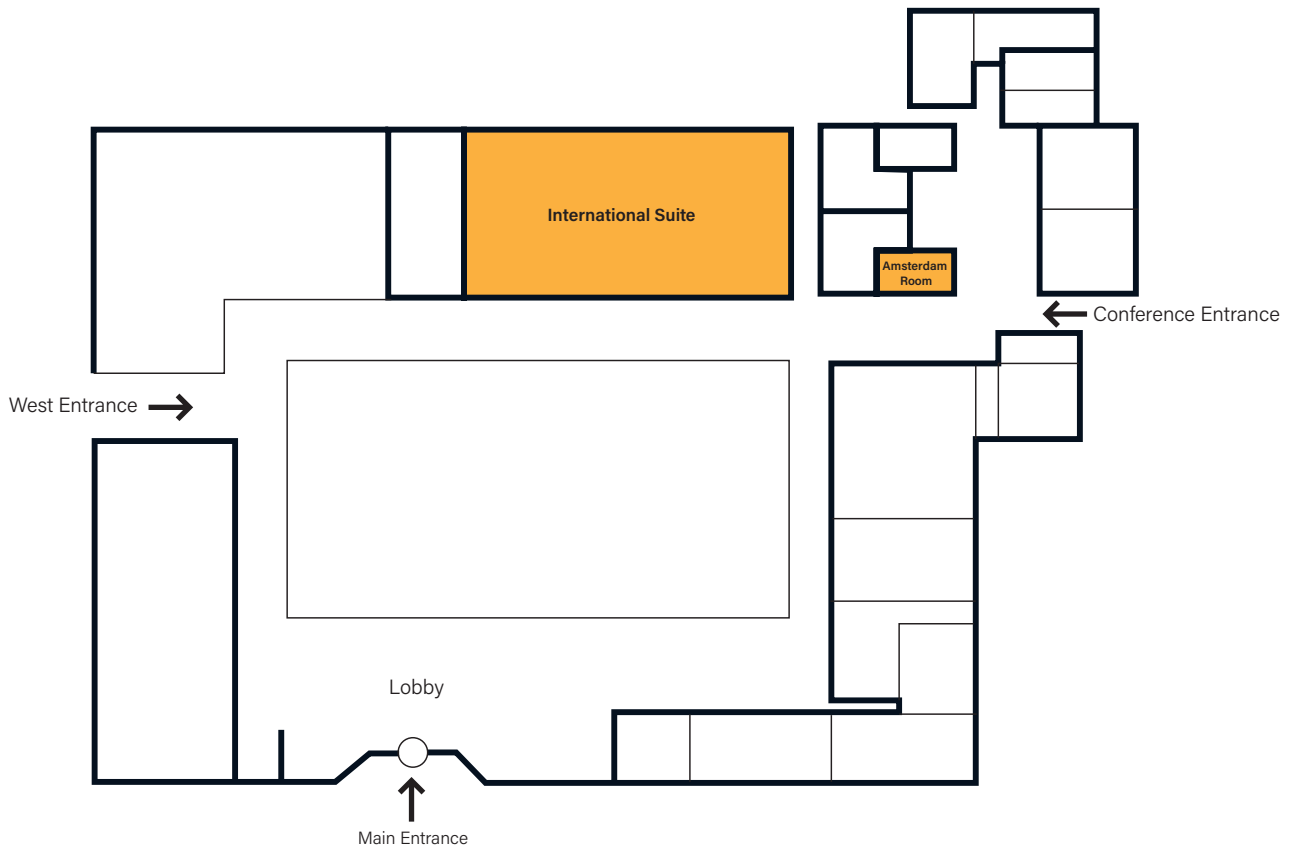 International Suite
Amsterdam
Room
Conference Entrance
West Entrance
Lobby
Main Entrance